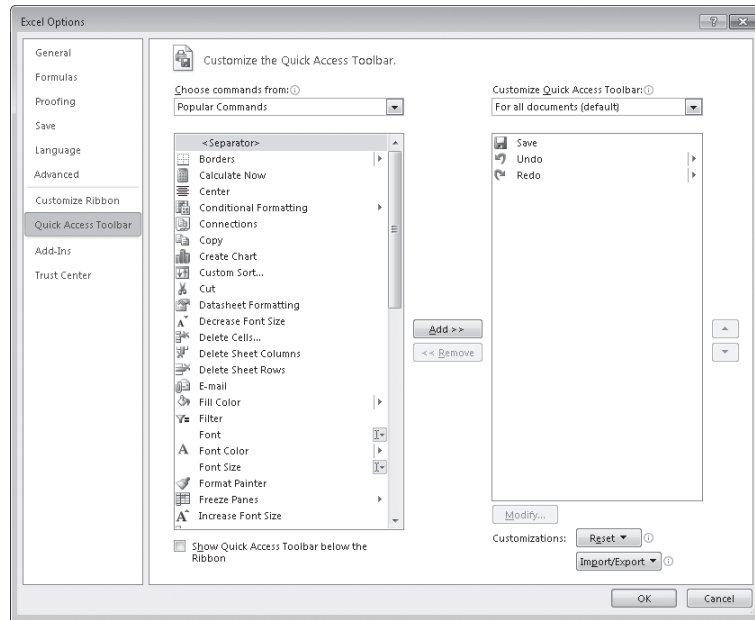 Excel Options
General
Formulas
Proofing
Save
Language
Advanced
Customize Ribbon
Quick Access Toolbar
Add-Ins
Trust Center
Customize the Quick Access Toolbar.
Choose commands from:
Popular Commands
<Separator>
Borders
Calculate Now
Center
Conditional Formatting
Connections
Copy
Create Chart
Custom Sort...
Cut
Datasheet Formatting
Decrease Font Size
Delete Cells...
Delete Sheet Columns
Delete Sheet Rows
E-mail
Fill Color
Filter
Font
Font Color
Font Size
Format Painter
Freeze Panes
Increase Font Size
Show Quick Access Toolbar below the
Ribbon
Add >>
<< Remove
Customize Quick Access Toolbar:
For all documents (default)
Save
Undo
Redo
Modify...
Customizations:
Reset
Import/Export
OK
Cancel